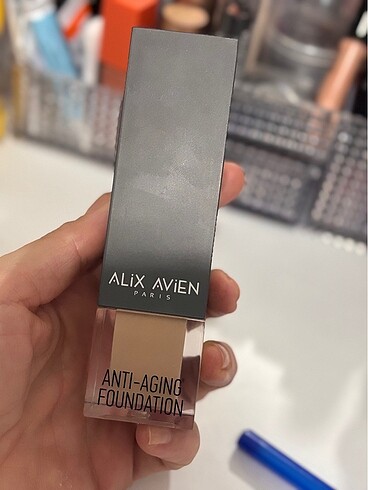 ALiX AViEN
PARIS
ANTI-AGING
FOUNDATION